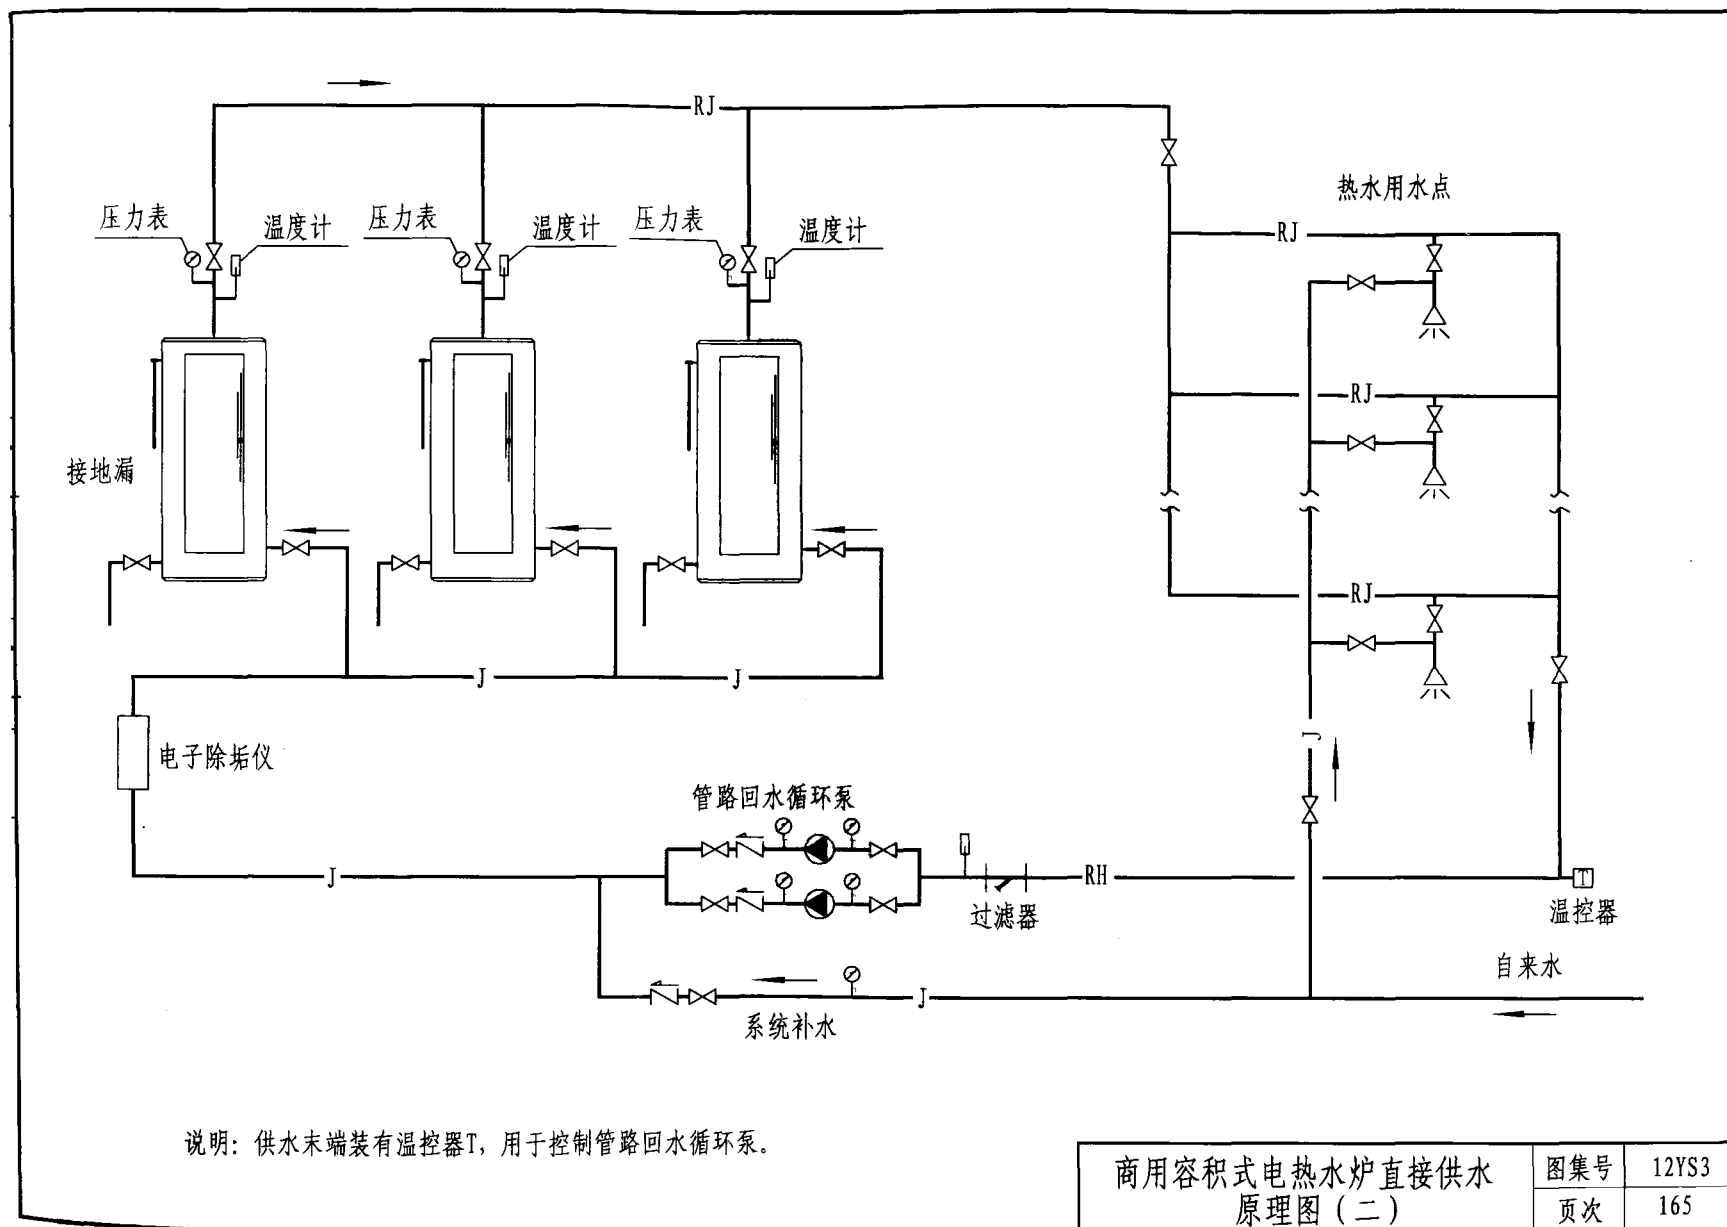 RJ
热水用水点
压力表
温度计
压力表
温度计
压力表
温度计
RJ
RJ
接地漏
RJ
J
J
J
电子除垢仪
管路回水循环泵
J
RH
T
过滤器
温控器
自来水
J
系统补水
说明：供水末端装有温控器T，用于控制管路回水循环泵。
商用容积式电热水炉直接供水
原理图（二）
图集号
12YS3
页次
165